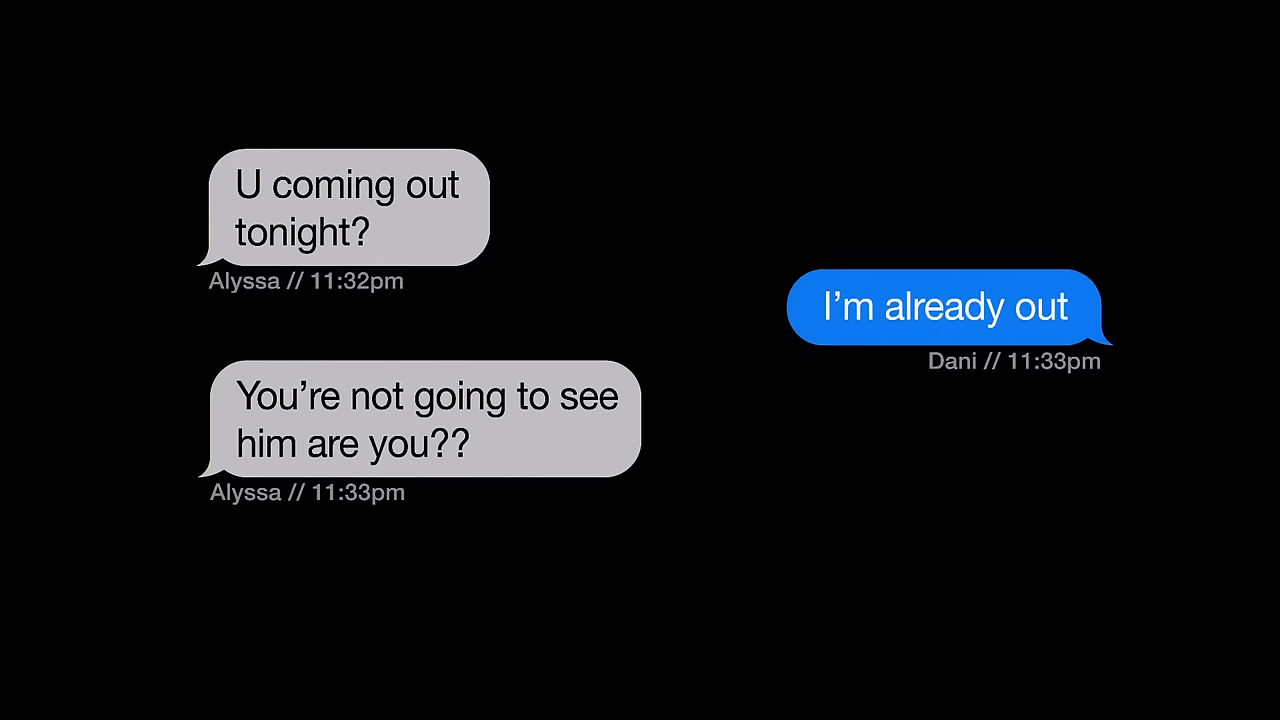 U coming out
tonight?
Alyssa // 11:32pm
I’m already out
Dani // 11:33pm
You’re not going to see
him are you??
Alyssa // 11:33pm